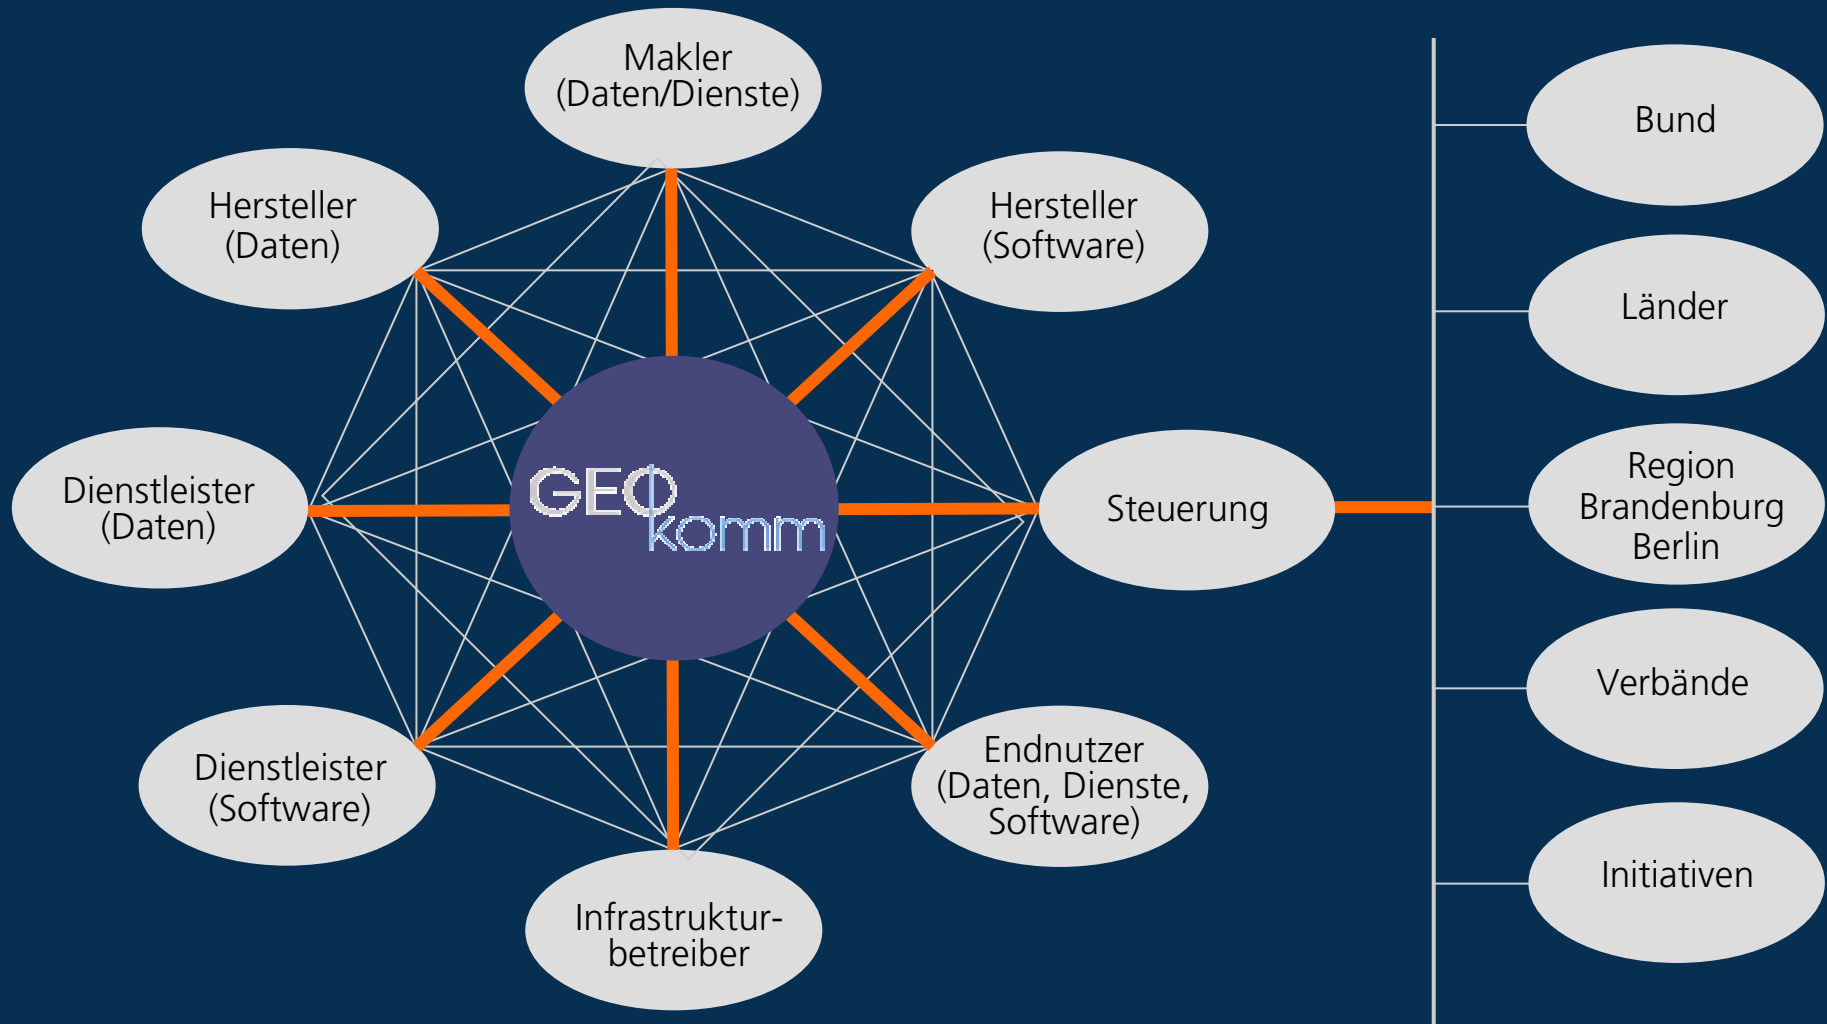 Makler
(Daten/Dienste)
Hersteller
(Daten)
Hersteller
(Software)
Dienstleister
(Daten)
GEO
komm
Steuerung
Dienstleister
(Software)
Endnutzer
(Daten, Dienste,
Software)
Infrastruktur-
betreiber
Bund
Länder
Region
Brandenburg
Berlin
Verbände
Initiativen